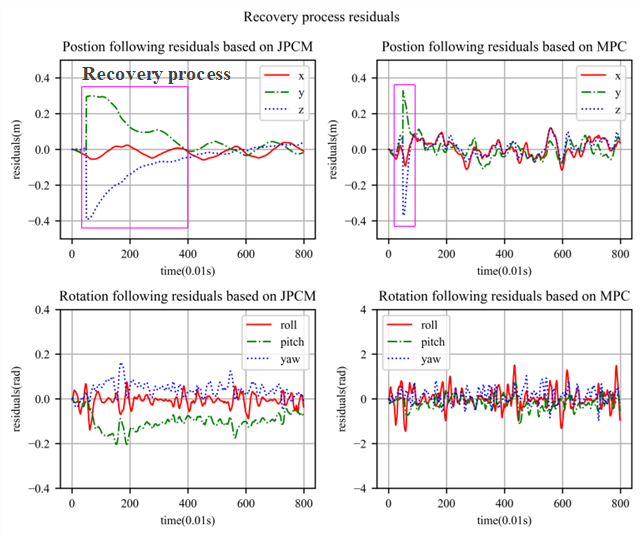 Recovery process residuals
Postion following residuals based on JPCM
Recovery process
x
y
z
0.4
0.2
0.0
−0.2
−0.4
residuals(m)
0 200 400 600 800
time(0.01s)
Postion following residuals based on MPC
x
y
z
0.4
0.2
0.0
−0.2
−0.4
residuals(m)
0 200 400 600 800
time(0.01s)
Rotation following residuals based on JPCM
roll
pitch
yaw
0.4
0.2
0.0
−0.2
−0.4
residuals(rad)
0 200 400 600 800
time(0.01s)
Rotation following residuals based on MPC
roll
pitch
yaw
4
2
0
−2
−4
residuals(rad)
0 200 400 600 800
time(0.01s)